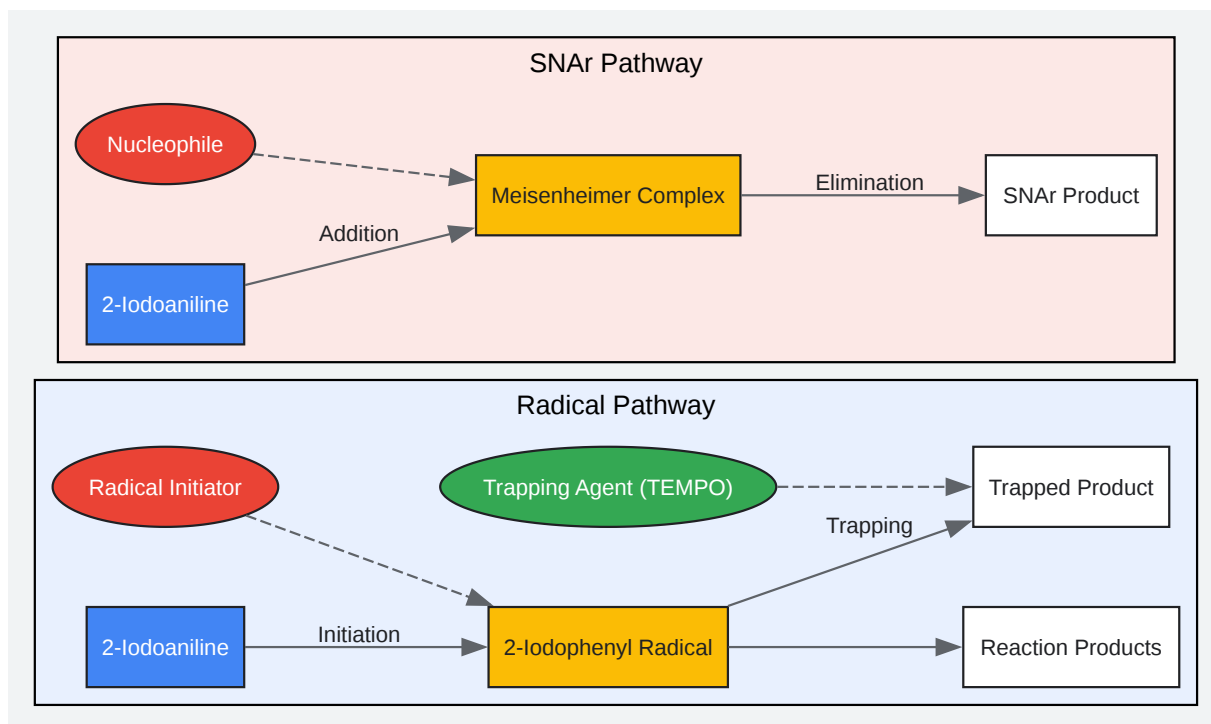 SNAr Pathway
Nucleophile
Addition
2-Iodoaniline
Meisenheimer Complex
Elimination
SNAr Product
Radical Pathway
Radical Initiator
Trapping Agent (TEMPO)
Trapped Product
Trapping
2-Iodoaniline
Initiation
2-Iodophenyl Radical
Reaction Products